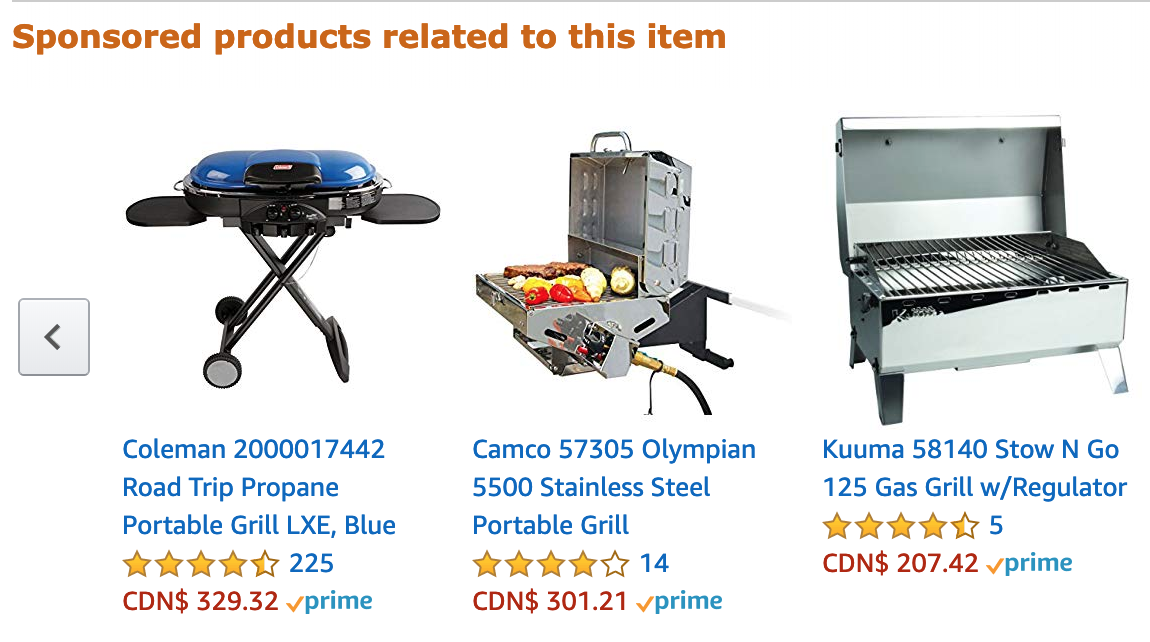 Sponsored products related to this item
Coleman 2000017442
Road Trip Propane
Portable Grill LXE, Blue
225
CDN$ 329.32 prime
Camco 57305 Olympian
5500 Stainless Steel
Portable Grill
14
CDN$ 301.21 prime
Kuuma 58140 Stow N Go
125 Gas Grill w/Regulator
5
CDN$ 207.42 prime